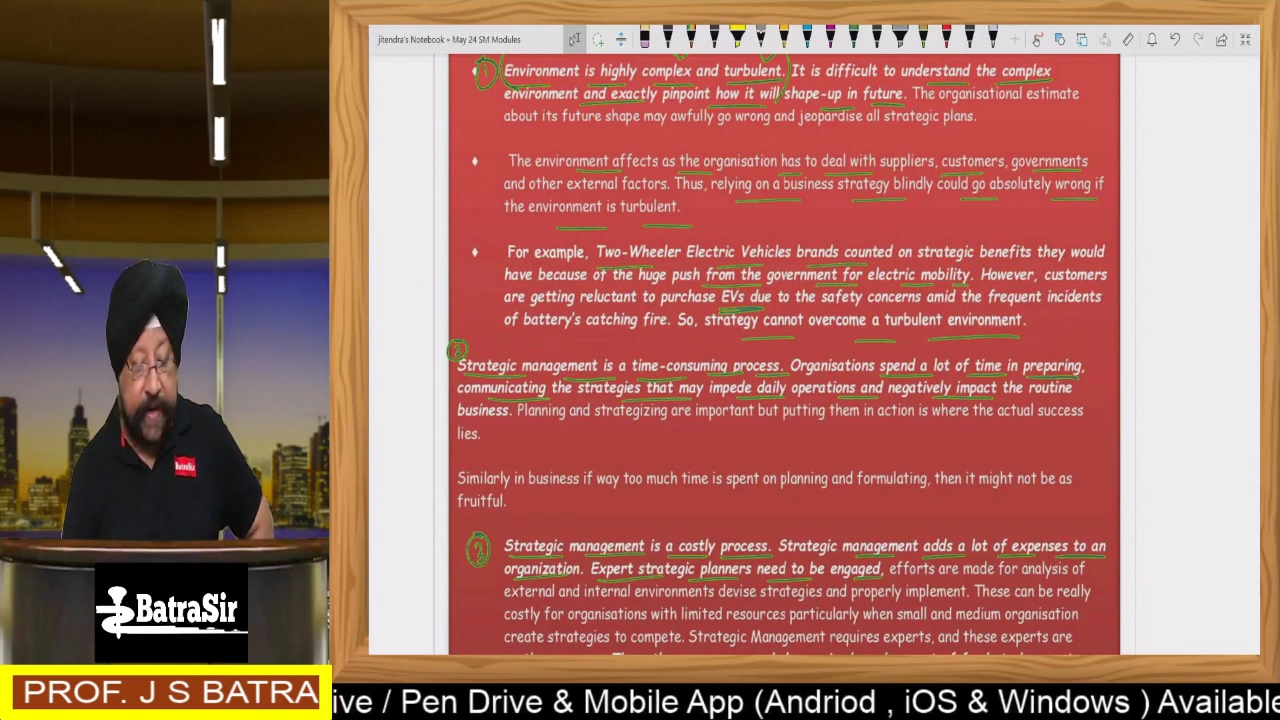 jitendra's Notebook » May 24 SM Modules
① Environment is highly complex and turbulent. It is difficult to understand the complex
environment and exactly pinpoint how it will shape-up in future. The organisational estimate
about its future shape may awfully go wrong and jeopardise all strategic plans.
♦ The environment affects as the organisation has to deal with suppliers, customers, governments
and other external factors. Thus, relying on a business strategy blindly could go absolutely wrong if
the environment is turbulent.
♦ For example, Two-Wheeler Electric Vehicles brands counted on strategic benefits they would
have because of the huge push from the government for electric mobility. However, customers
are getting reluctant to purchase EVs due to the safety concerns amid the frequent incidents
of battery's catching fire. So, strategy cannot overcome a turbulent environment.
②
Strategic management is a time-consuming process. Organisations spend a lot of time in preparing,
communicating the strategies that may impede daily operations and negatively impact the routine
business. Planning and strategizing are important but putting them in action is where the actual success
lies.
Similarly in business if way too much time is spent on planning and formulating, then it might not be as
fruitful.
③ Strategic management is a costly process. Strategic management adds a lot of expenses to an
organization. Expert strategic planners need to be engaged, efforts are made for analysis of
external and internal environments devise strategies and properly implement. These can be really
costly for organisations with limited resources particularly when small and medium organisation
create strategies to compete. Strategic Management requires experts, and these experts are
BatraSir
BatraSir
PROF. J S BATRA
ive / Pen Drive & Mobile App (Andriod , iOS & Windows ) Available